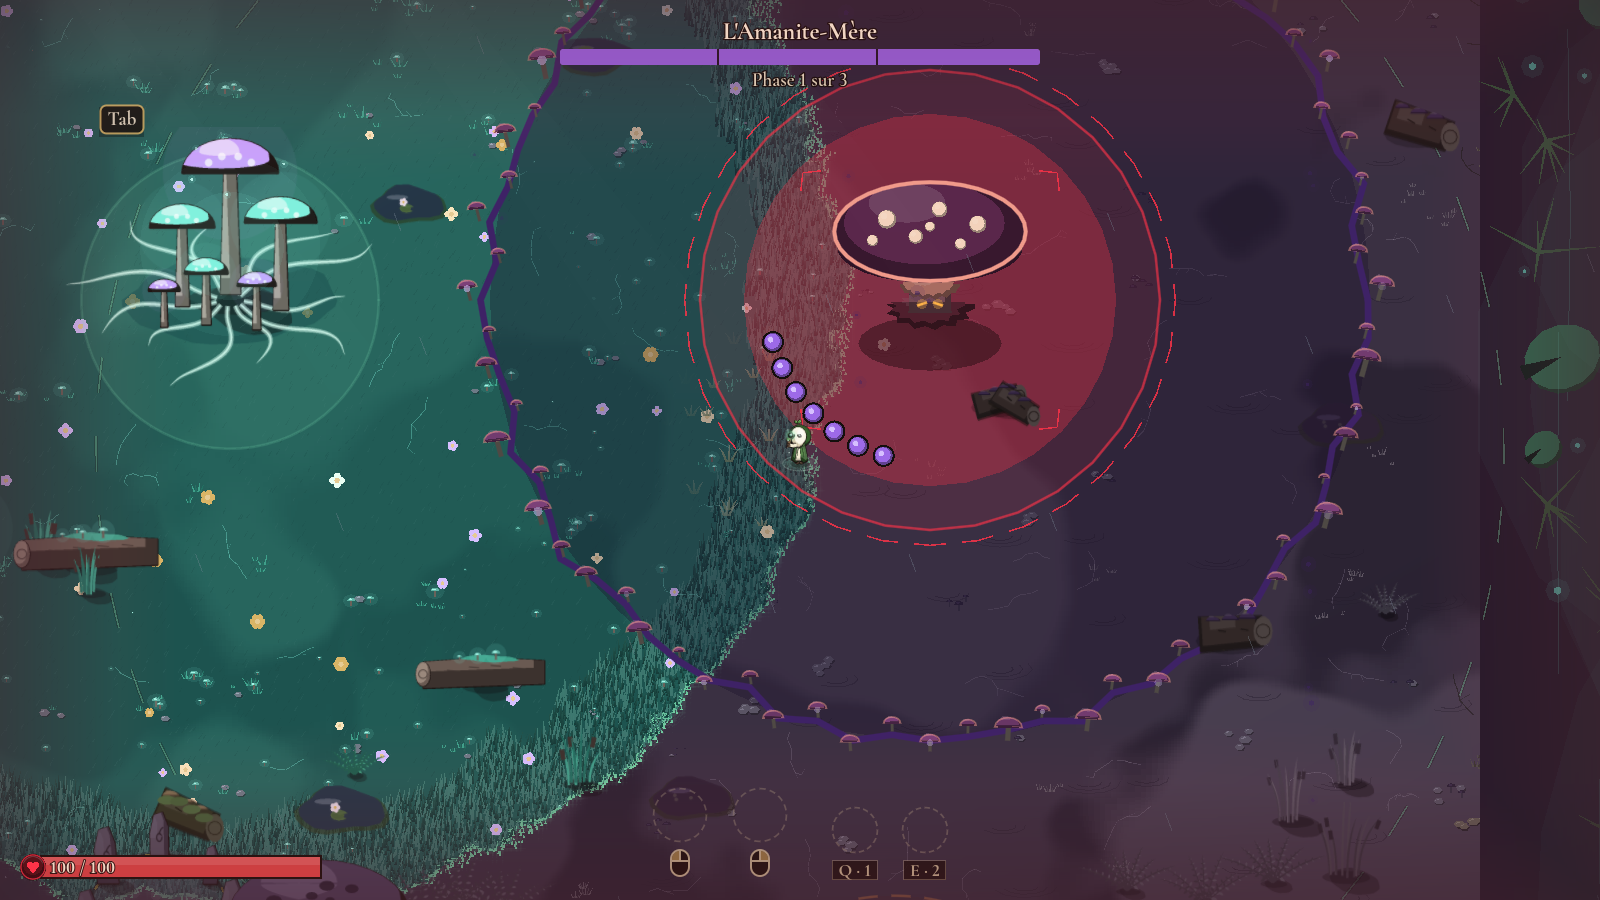 L'Amanite-Mère
Phase 1 sur 3
Tab
100 / 100
Q · 1
E · 2